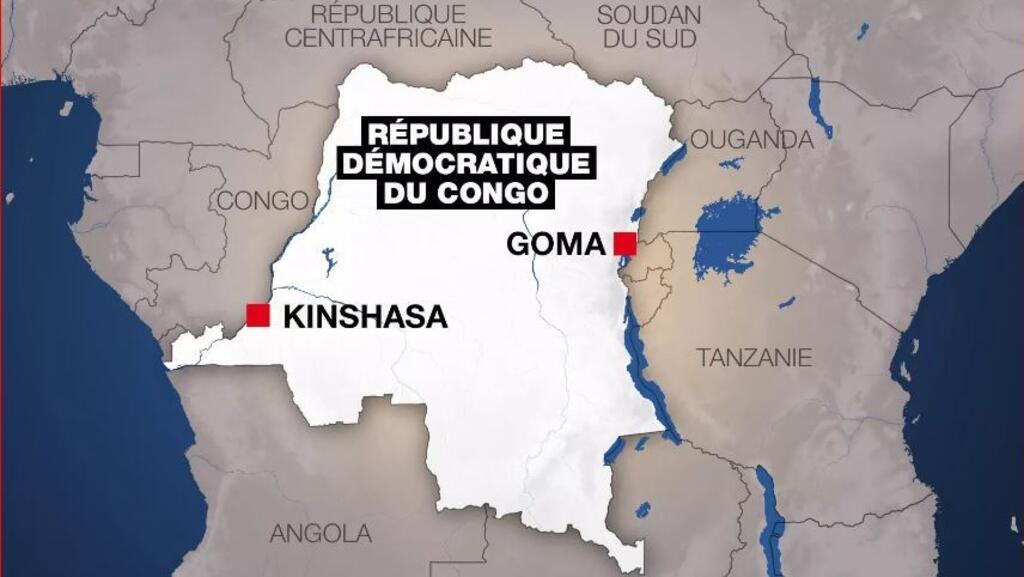 RÉPUBLIQUE
CENTRAFRICAINE
SOUDAN
DU SUD
RÉPUBLIQUE
DÉMOCRATIQUE
DU CONGO
OUGANDA
CONGO
GOMA
KINSHASA
TANZANIE
ANGOLA